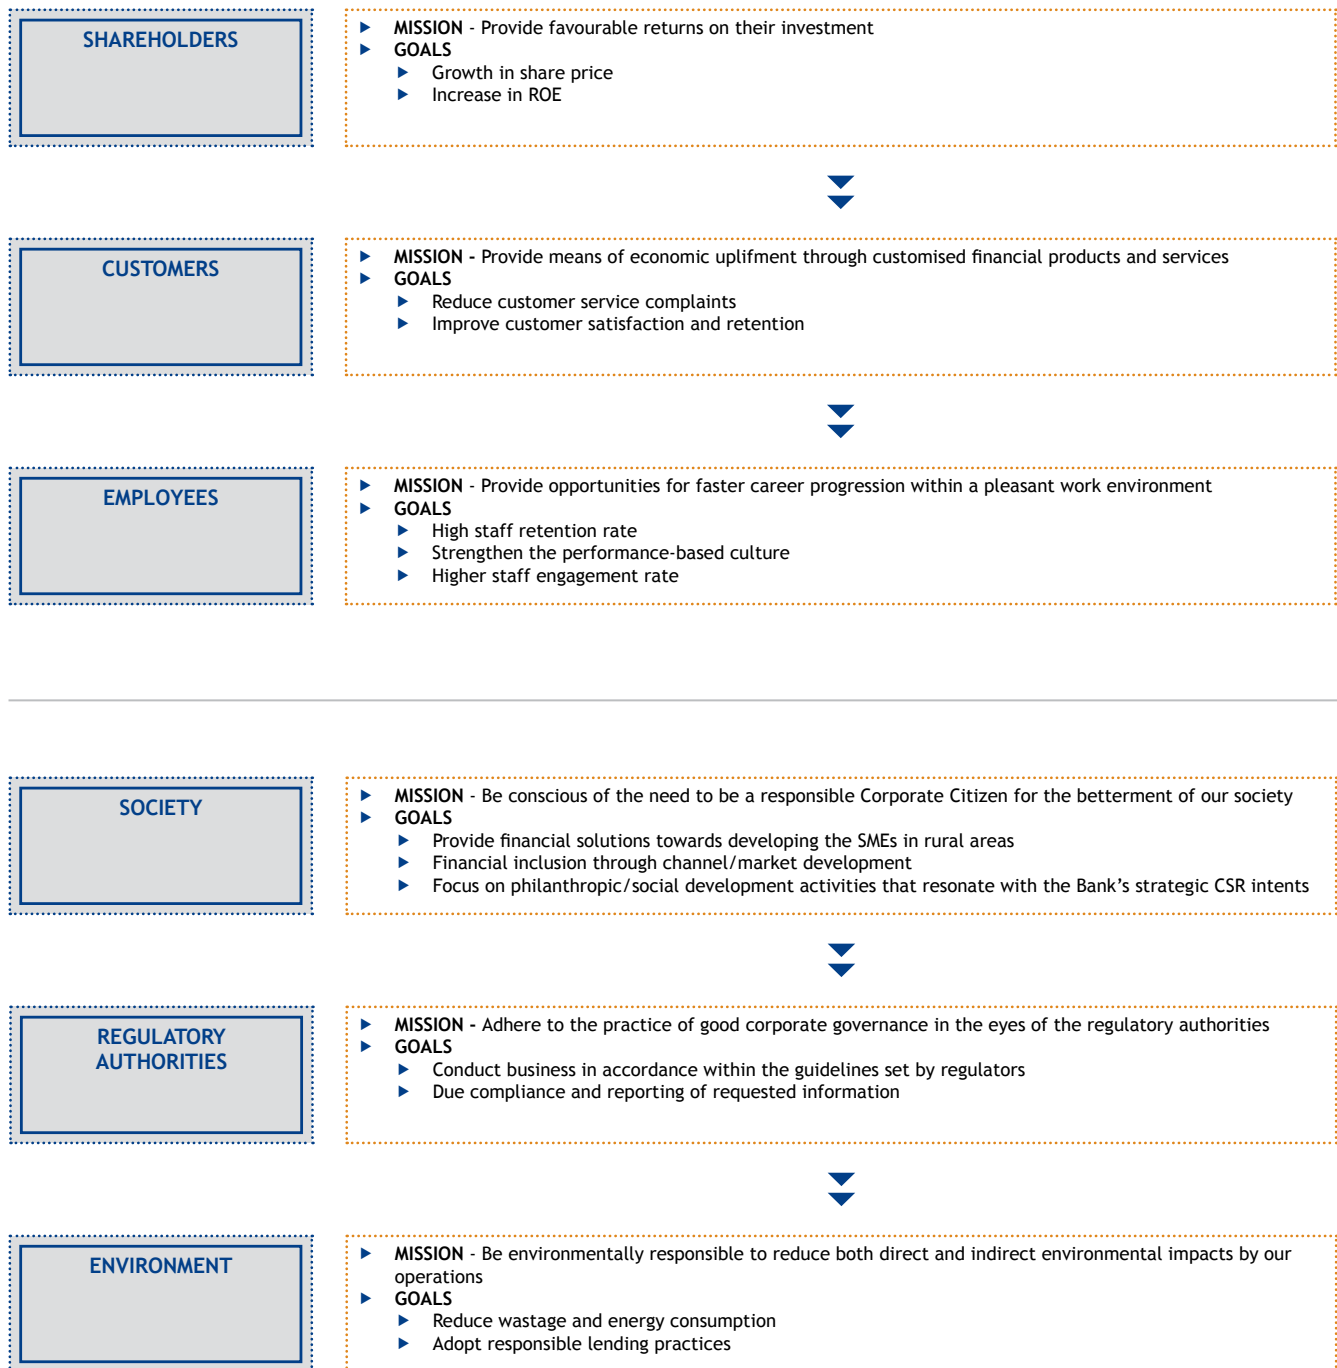 SHAREHOLDERS
MISSION - Provide favourable returns on their investment
GOALS
Growth in share price
Increase in ROE
CUSTOMERS
MISSION - Provide means of economic uplifment through customised financial products and services
GOALS
Reduce customer service complaints
Improve customer satisfaction and retention
EMPLOYEES
MISSION - Provide opportunities for faster career progression within a pleasant work environment
GOALS
High staff retention rate
Strengthen the performance-based culture
Higher staff engagement rate
SOCIETY
MISSION - Be conscious of the need to be a responsible Corporate Citizen for the betterment of our society
GOALS
Provide financial solutions towards developing the SMEs in rural areas
Financial inclusion through channel/market development
Focus on philanthropic/social development activities that resonate with the Bank's strategic CSR intents
REGULATORY
AUTHORITIES
MISSION - Adhere to the practice of good corporate governance in the eyes of the regulatory authorities
GOALS
Conduct business in accordance within the guidelines set by regulators
Due compliance and reporting of requested information
ENVIRONMENT
MISSION - Be environmentally responsible to reduce both direct and indirect environmental impacts by our
operations
GOALS
Reduce wastage and energy consumption
Adopt responsible lending practices